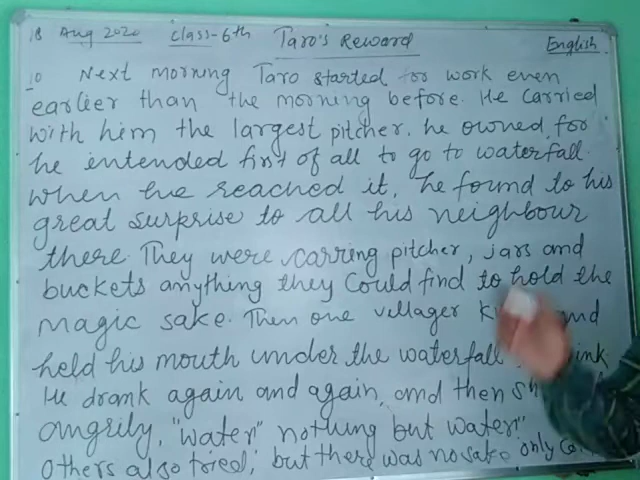 18 Aug 2020 Class-6th Taro's Reward English
10 Next morning Taro started for work even
earlier than the morning before. He carried
with him the largest pitcher. he owned, for
he intended first of all to go to waterfall.
when he reached it, he found to his
great surprise to all his neighbour
there. They were carring pitcher, jars and
buckets anything they could find to hold the
magic sake. Then one villager
held his mouth under the waterfall
He drank again and again, and then
angrily, "water" nothing but water"
Others also tried, but there was no sake only